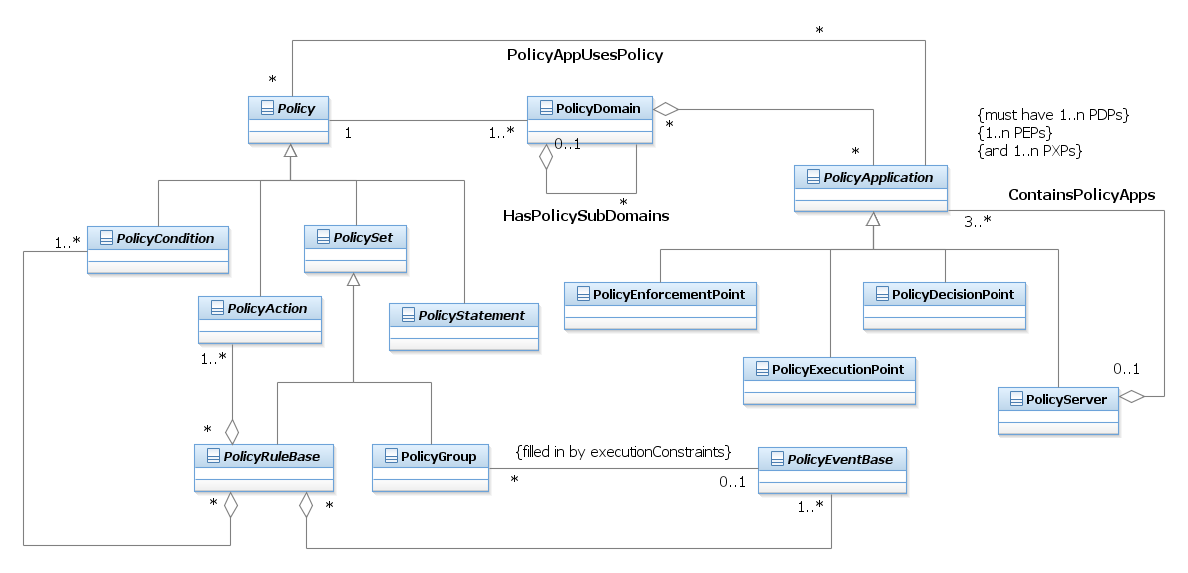 *
PolicyAppUsesPolicy
*
Policy
PolicyDomain
1
1..*
*
0..1
*
{must have 1..n PDPs}
{1..n PEPs}
{and 1..n PXPs}
*
PolicyApplication
ContainsPolicyApps
HasPolicySubDomains
3..*
1..*
PolicyCondition
PolicySet
PolicyEnforcementPoint
PolicyDecisionPoint
PolicyAction
PolicyStatement
1..*
PolicyExecutionPoint
0..1
PolicyServer
*
PolicyRuleBase
PolicyGroup
{filled in by executionConstraints}
PolicyEventBase
*
0..1
*
*
1..*